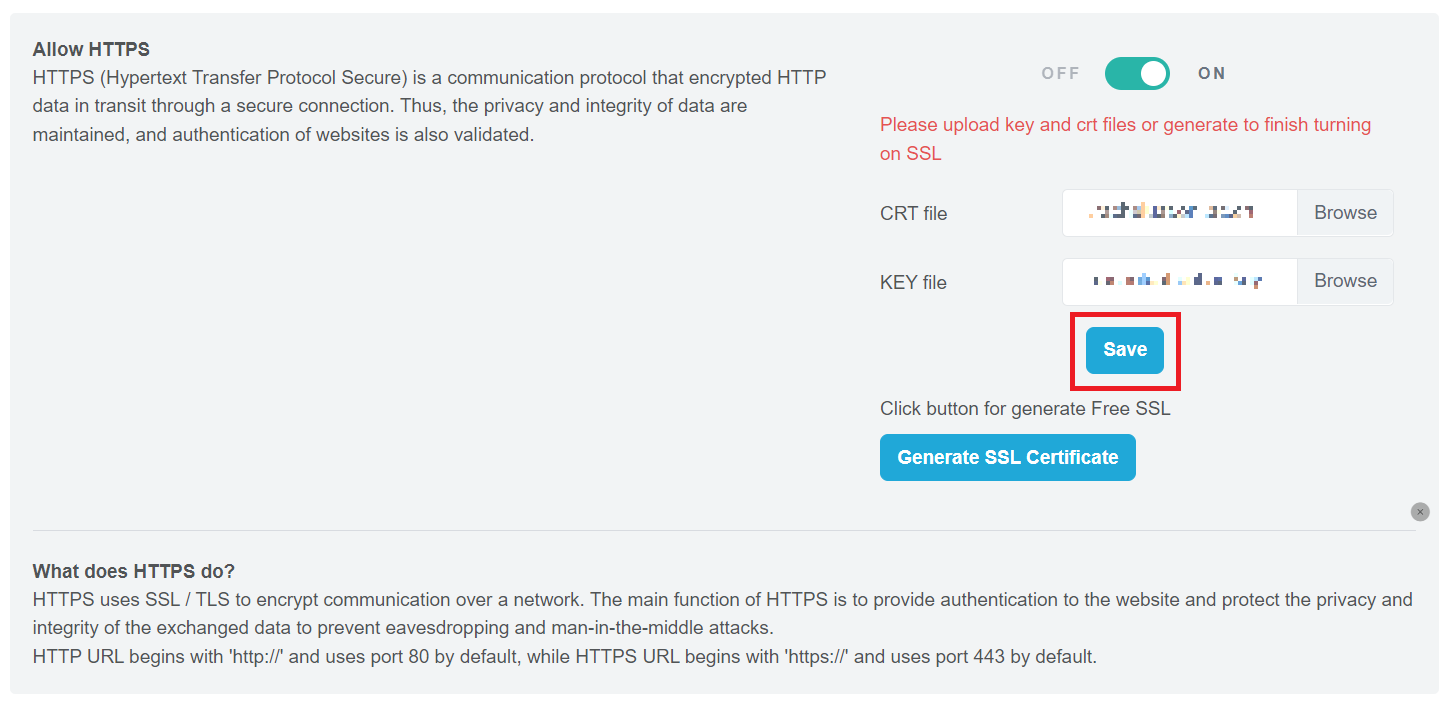 Allow HTTPS
HTTPS (Hypertext Transfer Protocol Secure) is a communication protocol that encrypted HTTP
data in transit through a secure connection. Thus, the privacy and integrity of data are
maintained, and authentication of websites is also validated.
OFF ON
Please upload key and crt files or generate to finish turning
on SSL
CRT file Browse
KEY file Browse
Save
Click button for generate Free SSL
Generate SSL Certificate
What does HTTPS do?
HTTPS uses SSL / TLS to encrypt communication over a network. The main function of HTTPS is to provide authentication to the website and protect the privacy and
integrity of the exchanged data to prevent eavesdropping and man-in-the-middle attacks.
HTTP URL begins with 'http://' and uses port 80 by default, while HTTPS URL begins with 'https://' and uses port 443 by default.